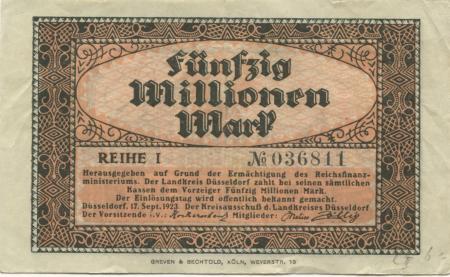 Fünfzig
Millionen
Mark
REIHE I № 036811
Herausgegeben auf Grund der Ermächtigung des Reichsfinanz-
ministeriums. Der Landkreis Düsseldorf zahlt bei seinen sämtlichen
Kassen dem Vorzeiger Fünfzig Millionen Mark.
Der Einlösungstag wird öffentlich bekannt gemacht.
Düsseldorf, 17. Sept. 1923. Der Kreisausschuß d. Landkreises Düsseldorf
Der Vorsitzende i.V.: Mitglieder:
GREVEN & BECHTOLD, KÖLN, WEYERSTR. 19